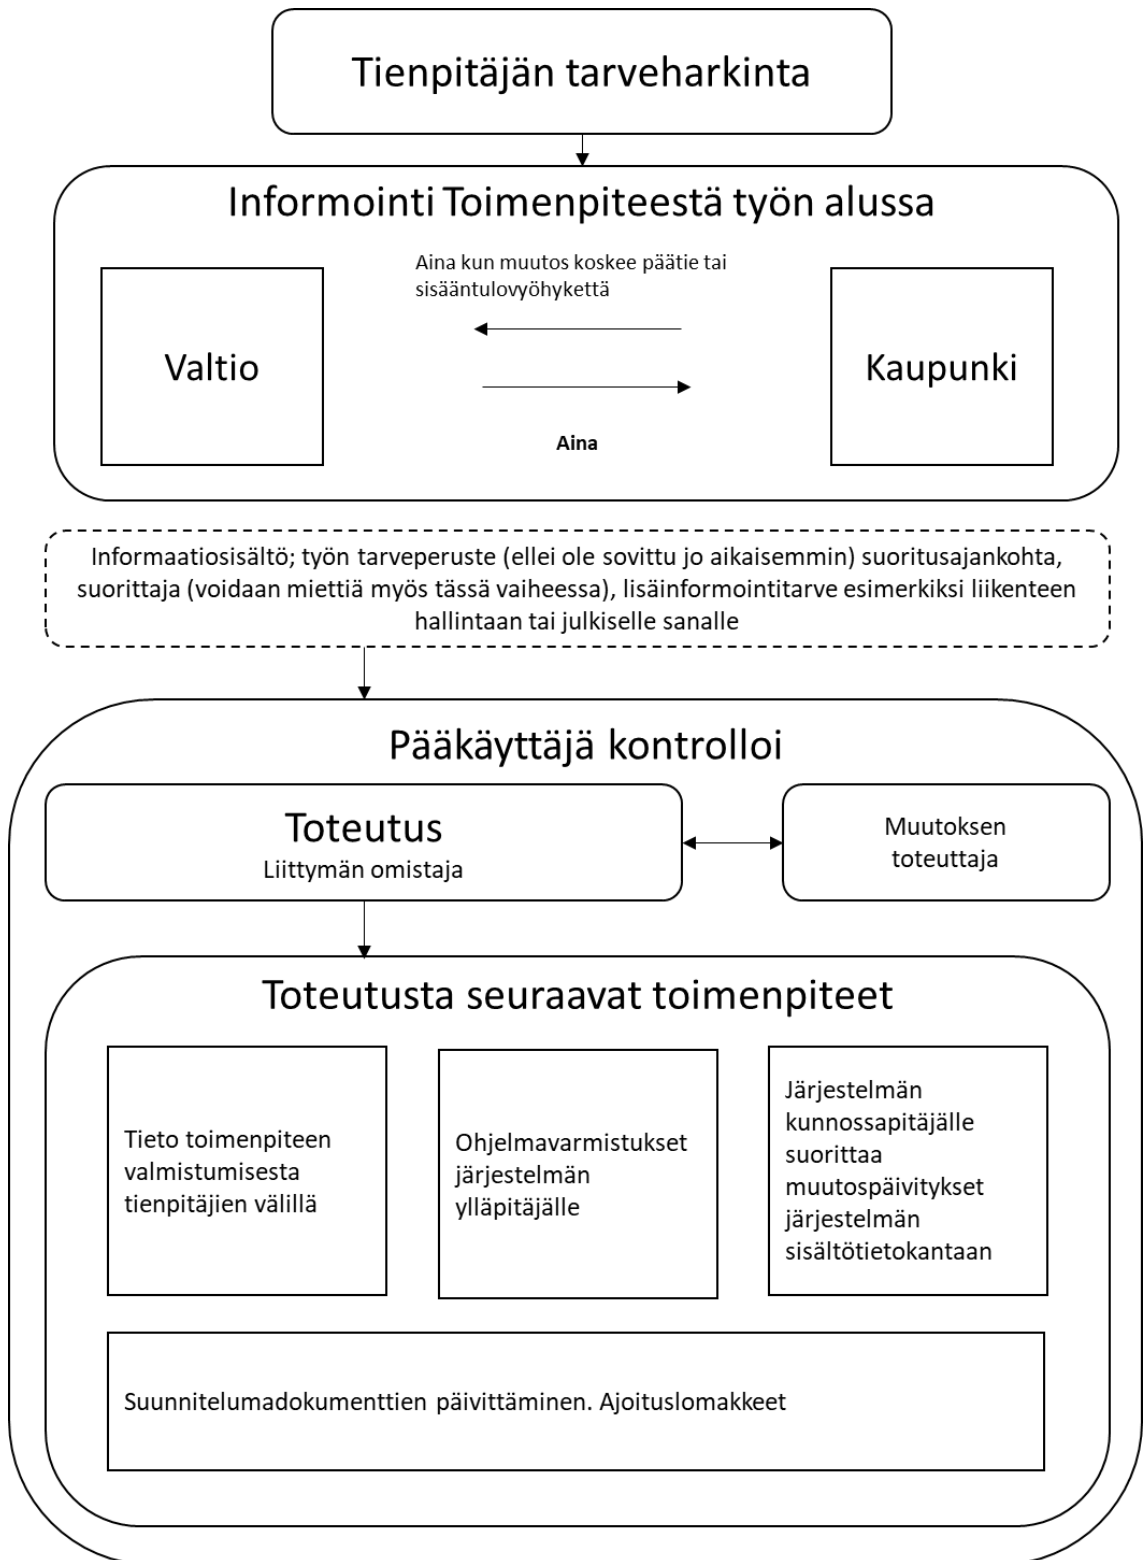 Tienpitäjän tarveharkinta
Informointi Toimenpiteestä työn alussa
Aina kun muutos koskee päätie tai
sisääntulovyöhykettä
Valtio
Kaupunki
Aina
Informaatiosisältö; työn tarveperuste (ellei ole sovittu jo aikaisemmin) suoritusajankohta,
suorittaja (voidaan miettiä myös tässä vaiheessa), lisäinformointitarve esimerkiksi liikenteen
hallintaan tai julkiselle sanalle
Pääkäyttäjä kontrolloi
Toteutus
Liittymän omistaja
Muutoksen
toteuttaja
Toteutusta seuraavat toimenpiteet
Tieto toimenpiteen
valmistumisesta
tienpitäjien välillä
Ohjelmavarmistukset
järjestelmän
ylläpitäjälle
Järjestelmän
kunnossapitäjälle
suorittaa
muutospäivitykset
järjestelmän
sisältötietokantaan
Suunnitelumadokumenttien päivittäminen. Ajoituslomakkeet